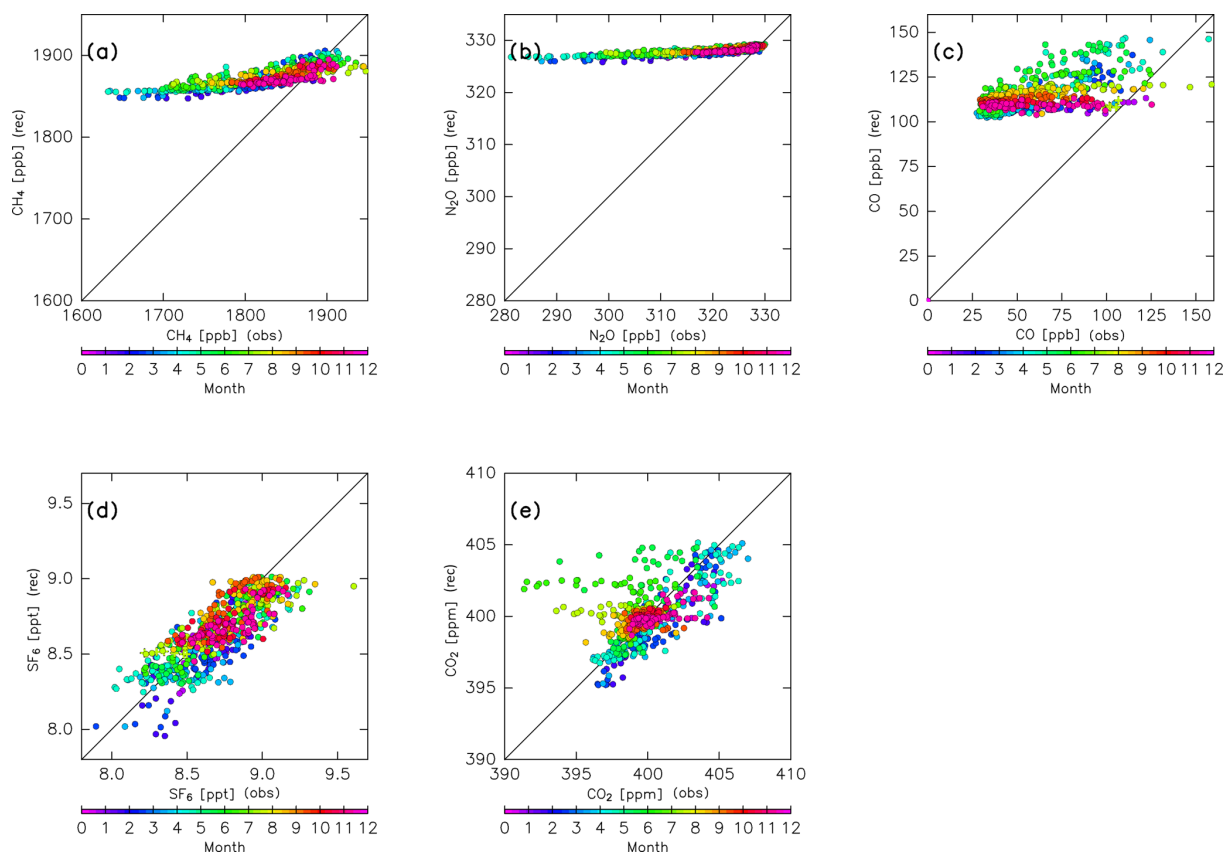 (a)
1900
1800
1700
1600
CH₄ [ppb] (rec)
1600 1700 1800 1900
CH₄ [ppb] (obs)
0 1 2 3 4 5 6 7 8 9 10 11 12
Month
(b)
330
320
310
300
290
280
N₂O [ppb] (rec)
280 290 300 310 320 330
N₂O [ppb] (obs)
0 1 2 3 4 5 6 7 8 9 10 11 12
Month
(c)
160
150
125
100
75
50
25
0
CO [ppb] (rec)
0 25 50 75 100 125 150
CO [ppb] (obs)
0 1 2 3 4 5 6 7 8 9 10 11 12
Month
(d)
9.5
9.0
8.5
8.0
SF₆ [ppt] (rec)
8.0 8.5 9.0 9.5
SF₆ [ppt] (obs)
0 1 2 3 4 5 6 7 8 9 10 11 12
Month
(e)
410
405
400
395
390
CO₂ [ppm] (rec)
390 395 400 405 410
CO₂ [ppm] (obs)
0 1 2 3 4 5 6 7 8 9 10 11 12
Month